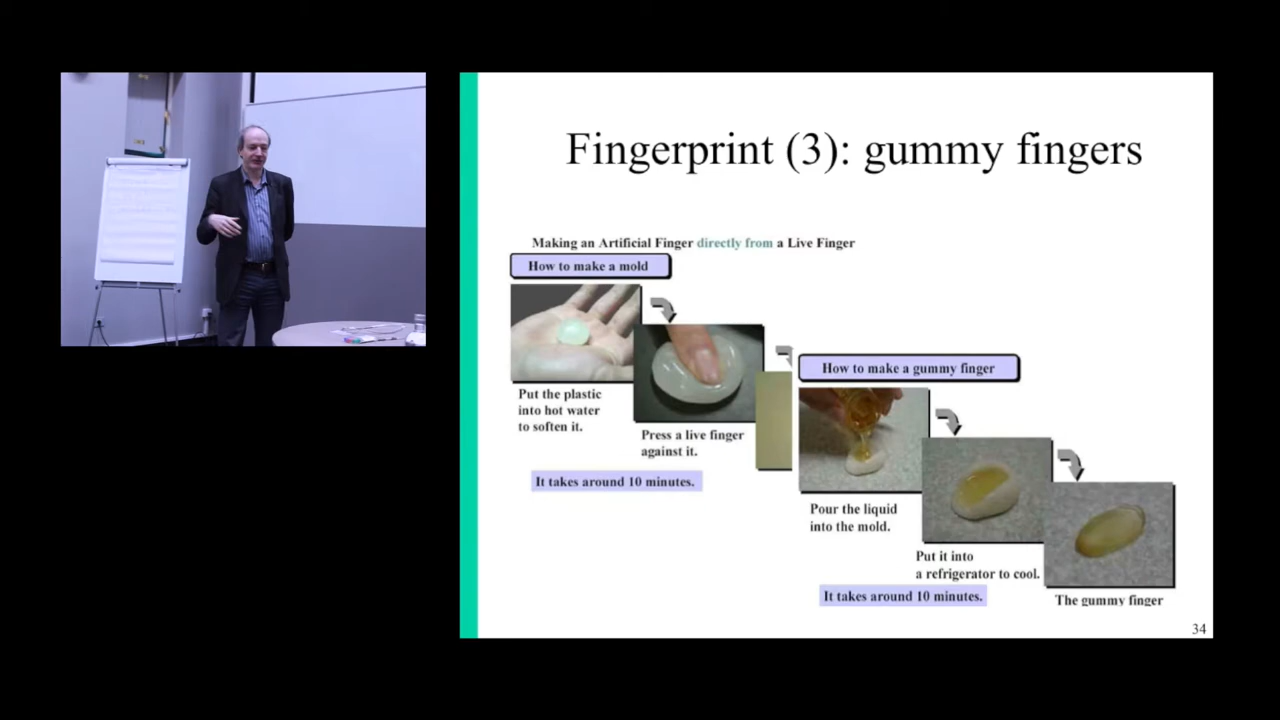 Fingerprint (3): gummy fingers
Making an Artificial Finger directly from a Live Finger
How to make a mold
Put the plastic
into hot water
to soften it.
Press a live finger
against it.
It takes around 10 minutes.
How to make a gummy finger
Pour the liquid
into the mold.
Put it into
a refrigerator to cool.
It takes around 10 minutes.
The gummy finger
34